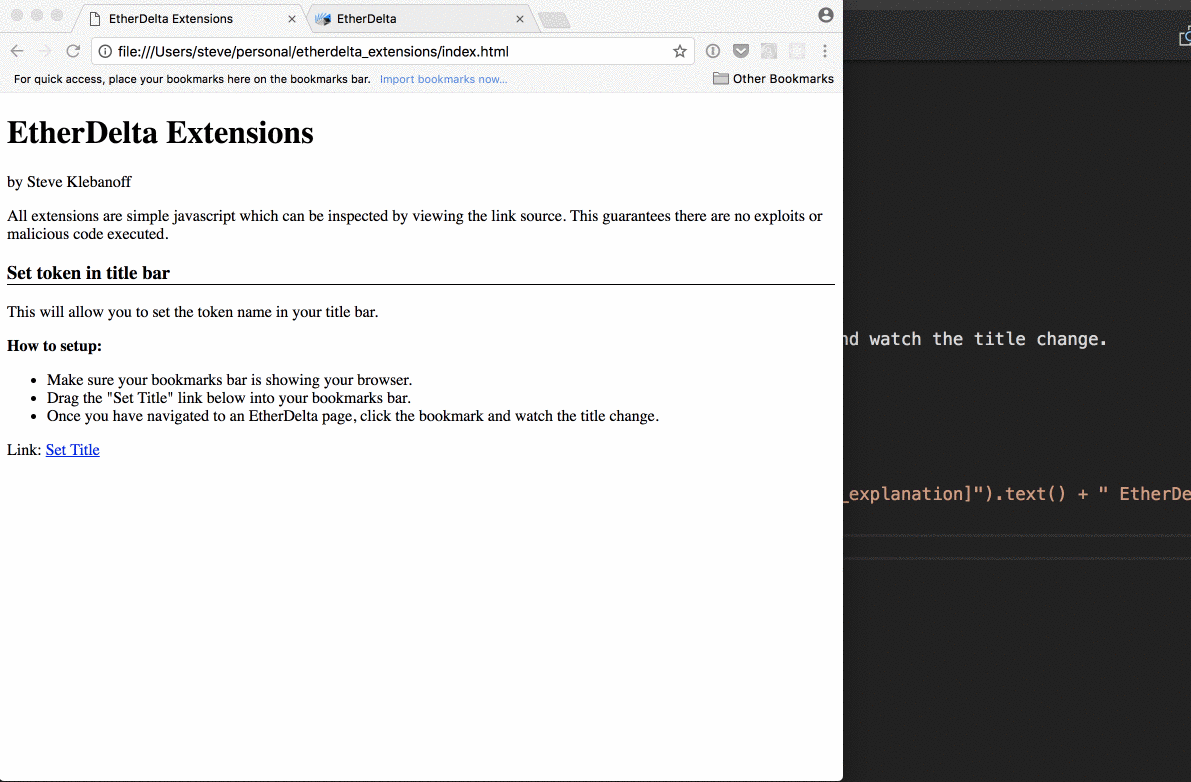 EtherDelta Extensions
EtherDelta
file:///Users/steve/personal/etherdelta_extensions/index.html
For quick access, place your bookmarks here on the bookmarks bar. Import bookmarks now...
Other Bookmarks
EtherDelta Extensions
by Steve Klebanoff
All extensions are simple javascript which can be inspected by viewing the link source. This guarantees there are no exploits or
malicious code executed.
Set token in title bar
This will allow you to set the token name in your title bar.
How to setup:
• Make sure your bookmarks bar is showing your browser.
• Drag the "Set Title" link below into your bookmarks bar.
• Once you have navigated to an EtherDelta page, click the bookmark and watch the title change.
Link: Set Title
nd watch the title change.
_explanation]").text() + " EtherDe